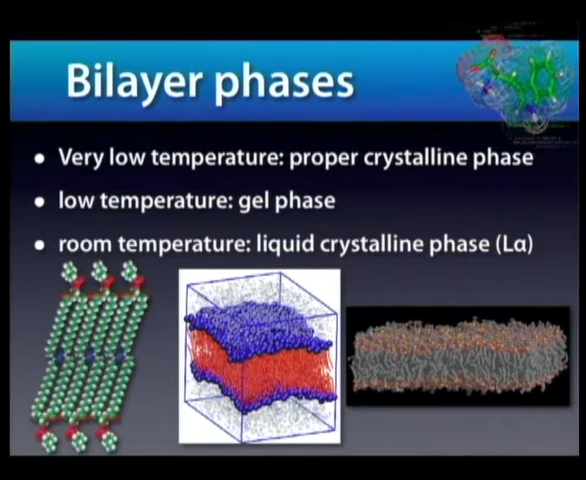 Bilayer phases
• Very low temperature: proper crystalline phase
• low temperature: gel phase
• room temperature: liquid crystalline phase (Lα)